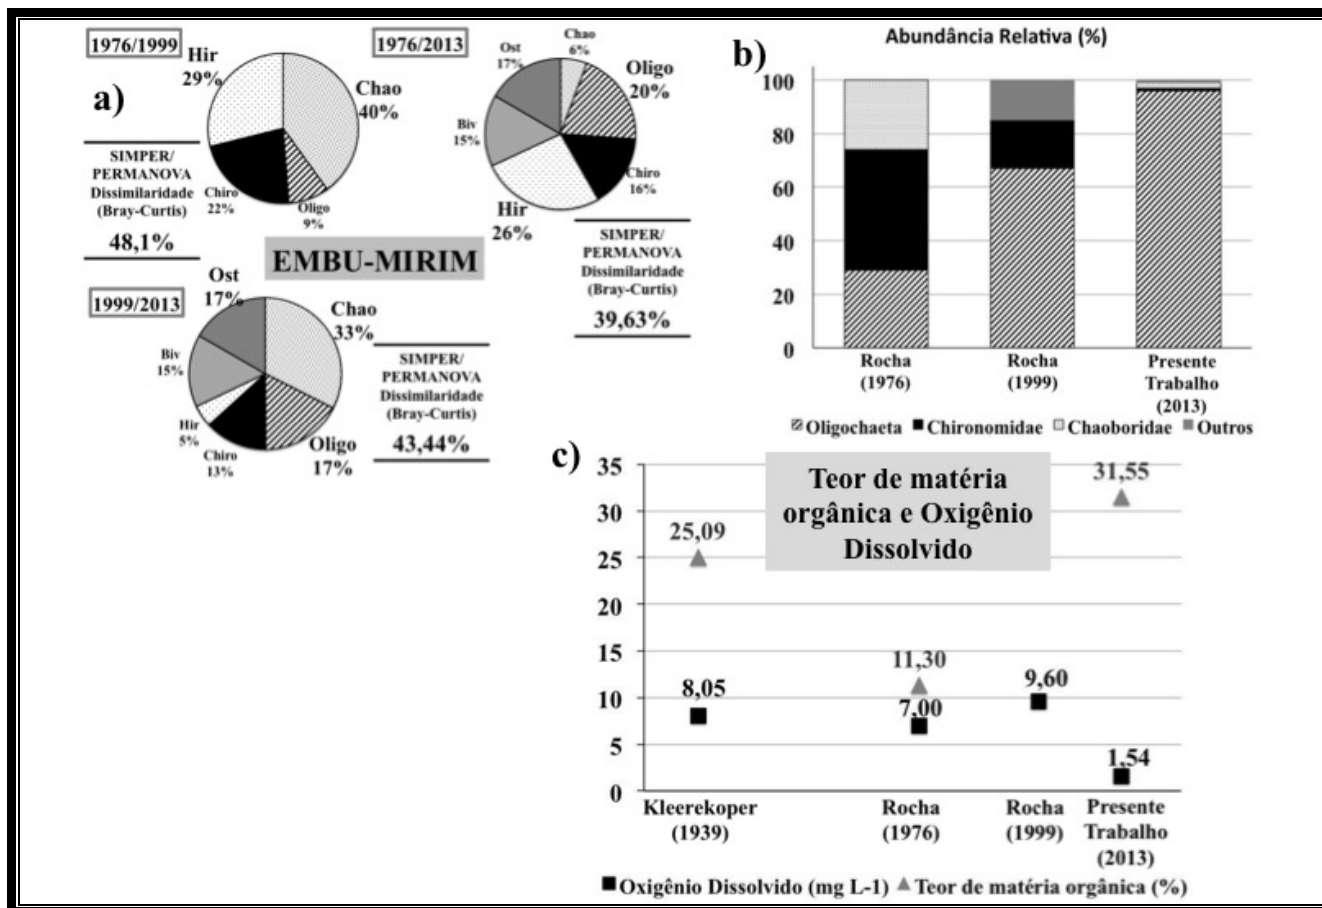 a)
1976/1999
Hir
29%
Chao
40%
Chiro
22%
Oligo
9%
SIMPER/
PERMANOVA
Dissimilaridade
(Bray-Curtis)
48,1%
1976/2013
Ost
17%
Chao
6%
Oligo
20%
Biv
15%
Chiro
16%
Hir
26%
SIMPER/
PERMANOVA
Dissimilaridade
(Bray-Curtis)
39,63%
EMBU-MIRIM
1999/2013
Ost
17%
Chao
33%
Biv
15%
Hir
5%
Chiro
13%
Oligo
17%
SIMPER/
PERMANOVA
Dissimilaridade
(Bray-Curtis)
43,44%
b)
Abundância Relativa (%)
100
80
60
40
20
0
Rocha
(1976)
Rocha
(1999)
Presente
Trabalho
(2013)
Oligochaeta Chironomidae Chaoboridae Outros
c)
Teor de matéria
orgânica e Oxigênio
Dissolvido
35
30
25
20
15
10
5
0
25,09
8,05
11,30
7,00
9,60
31,55
1,54
Kleerekoper
(1939)
Rocha
(1976)
Rocha
(1999)
Presente
Trabalho
(2013)
Oxigênio Dissolvido (mg L-1) Teor de matéria orgânica (%)